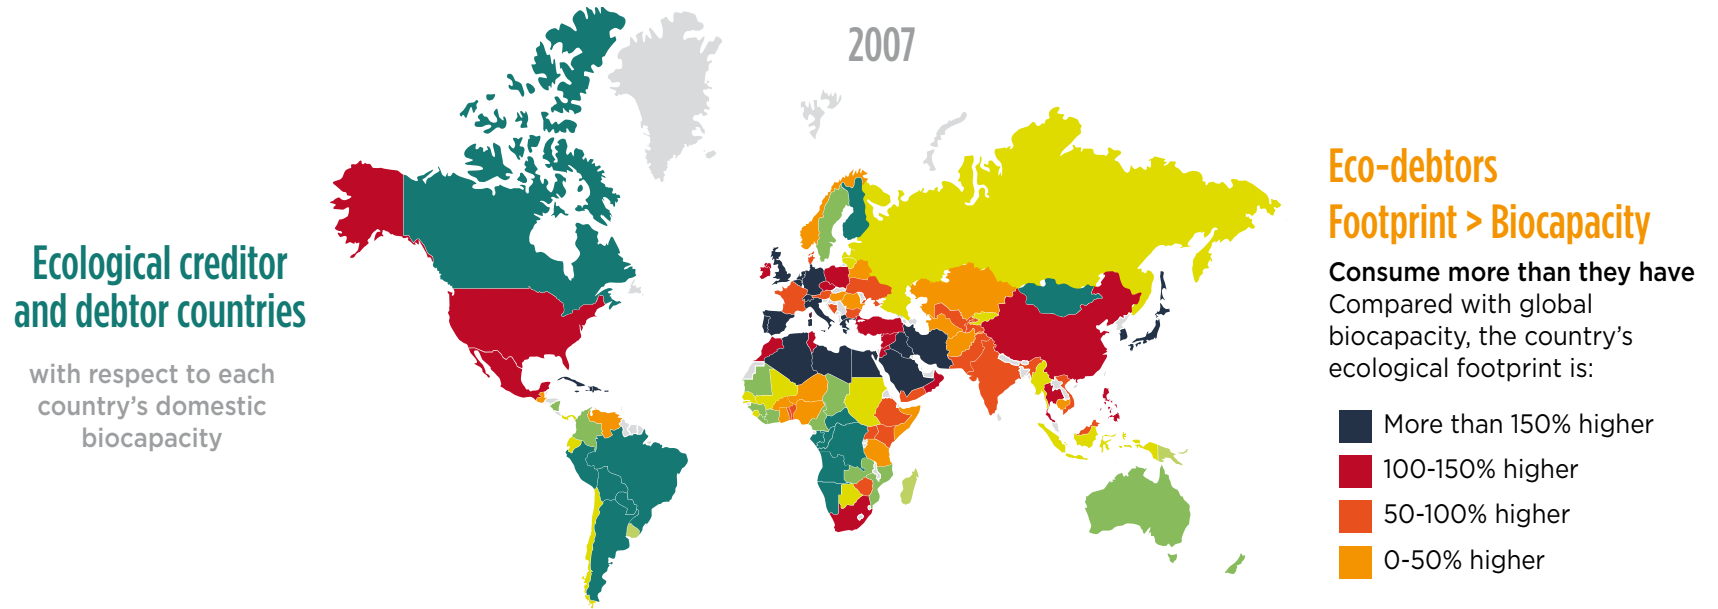 2007
Ecological creditor
and debtor countries
with respect to each
country's domestic
biocapacity
Eco-debtors
Footprint > Biocapacity
Consume more than they have
Compared with global
biocapacity, the country's
ecological footprint is:
More than 150% higher
100-150% higher
50-100% higher
0-50% higher